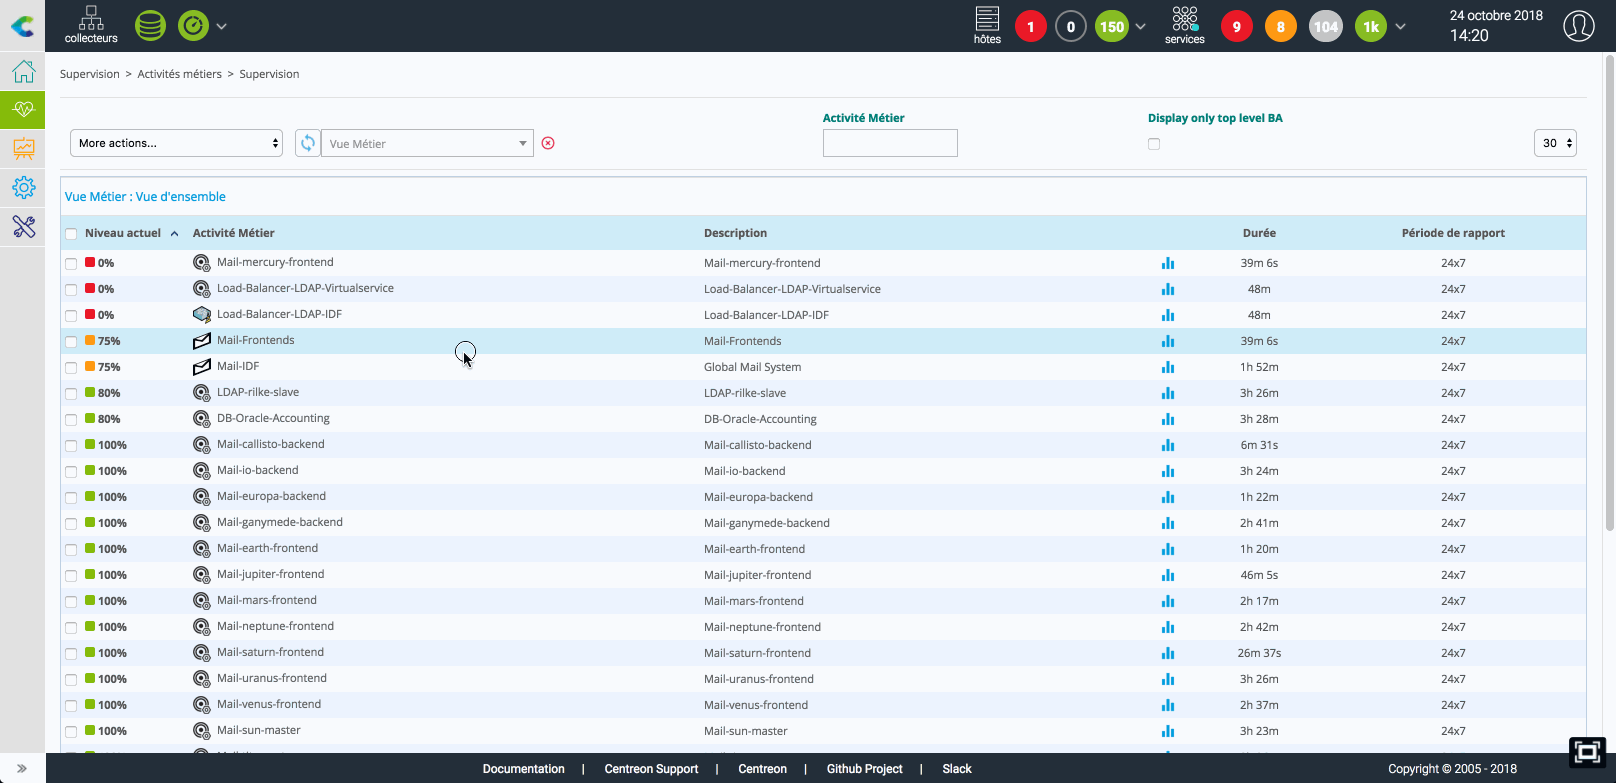 collecteurs
hôtes
1
0
150
services
9
8
104
1k
24 octobre 2018
14:20
Supervision > Activités métiers > Supervision
Activité Métier
Display only top level BA
More actions...
Vue Métier
30
Vue Métier : Vue d'ensemble
Niveau actuel Activité Métier Description Durée Période de rapport
0% Mail-mercury-frontend Mail-mercury-frontend 39m 6s 24x7
0% Load-Balancer-LDAP-Virtualservice Load-Balancer-LDAP-Virtualservice 48m 24x7
0% Load-Balancer-LDAP-IDF Load-Balancer-LDAP-IDF 48m 24x7
75% Mail-Frontends Mail-Frontends 39m 6s 24x7
75% Mail-IDF Global Mail System 1h 52m 24x7
80% LDAP-rilke-slave LDAP-rilke-slave 3h 26m 24x7
80% DB-Oracle-Accounting DB-Oracle-Accounting 3h 28m 24x7
100% Mail-callisto-backend Mail-callisto-backend 6m 31s 24x7
100% Mail-io-backend Mail-io-backend 3h 24m 24x7
100% Mail-europa-backend Mail-europa-backend 1h 22m 24x7
100% Mail-ganymede-backend Mail-ganymede-backend 2h 41m 24x7
100% Mail-earth-frontend Mail-earth-frontend 1h 20m 24x7
100% Mail-jupiter-frontend Mail-jupiter-frontend 46m 5s 24x7
100% Mail-mars-frontend Mail-mars-frontend 2h 17m 24x7
100% Mail-neptune-frontend Mail-neptune-frontend 2h 42m 24x7
100% Mail-saturn-frontend Mail-saturn-frontend 26m 37s 24x7
100% Mail-uranus-frontend Mail-uranus-frontend 3h 26m 24x7
100% Mail-venus-frontend Mail-venus-frontend 2h 37m 24x7
100% Mail-sun-master Mail-sun-master 3h 23m 24x7
Documentation | Centreon Support | Centreon | Github Project | Slack
Copyright © 2005 - 2018